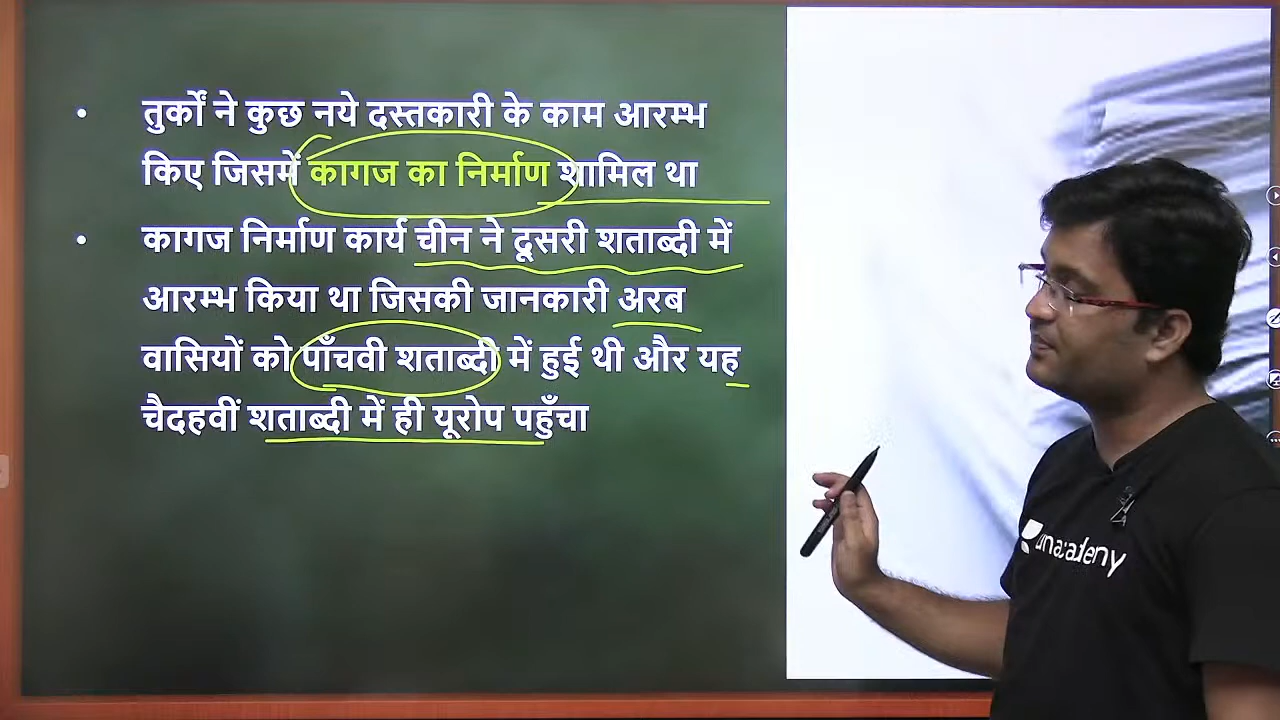 • तुर्कों ने कुछ नये दस्तकारी के काम आरम्भ
किए जिसमें कागज का निर्माण शामिल था
• कागज निर्माण कार्य चीन ने दूसरी शताब्दी में
आरम्भ किया था जिसकी जानकारी अरब
वासियों को पाँचवी शताब्दी में हुई थी और यह
चैदहवीं शताब्दी में ही यूरोप पहुँचा
unacademy